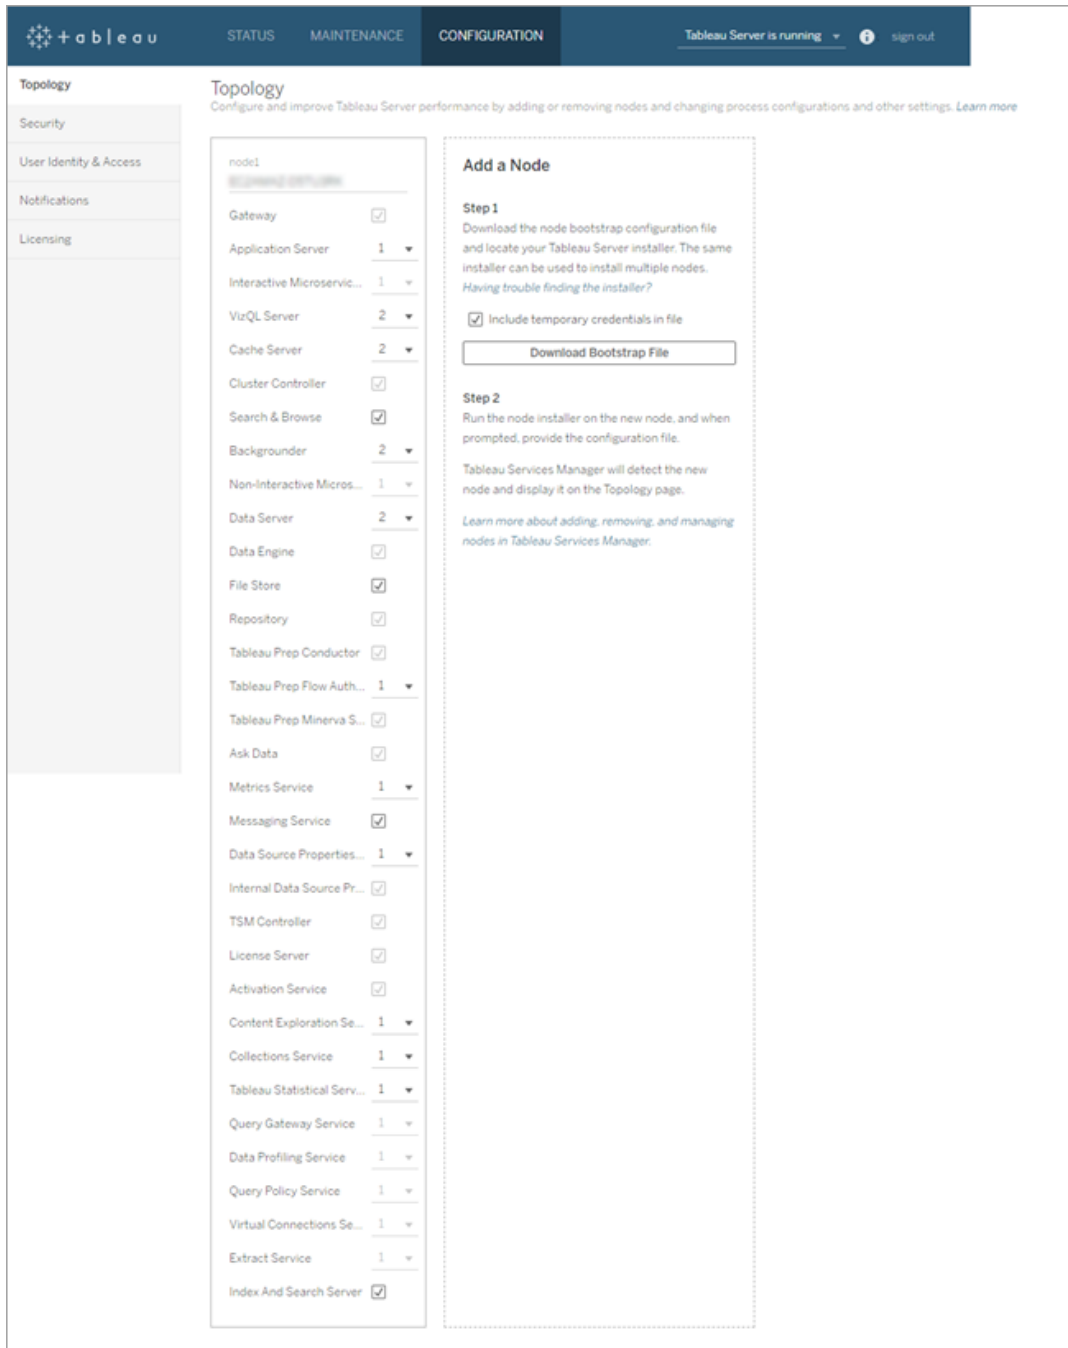 + a b l e a u STATUS MAINTENANCE CONFIGURATION Tableau Server is running i sign out
Topology
Security
User Identity & Access
Notifications
Licensing
Topology
Configure and improve Tableau Server performance by adding or removing nodes and changing process configurations and other settings. Learn more
node1
Gateway
Application Server 1
Interactive Microservic... 1
VizQL Server 2
Cache Server 2
Cluster Controller
Search & Browse
Backgrounder 2
Non-Interactive Micros... 1
Data Server 2
Data Engine
File Store
Repository
Tableau Prep Conductor
Tableau Prep Flow Auth... 1
Tableau Prep Minerva S...
Ask Data
Metrics Service 1
Messaging Service
Data Source Properties... 1
Internal Data Source Pr...
TSM Controller
License Server
Activation Service
Content Exploration Se... 1
Collections Service 1
Tableau Statistical Serv... 1
Query Gateway Service 1
Data Profiling Service 1
Query Policy Service 1
Virtual Connections Se... 1
Extract Service 1
Index And Search Server
Add a Node
Step 1
Download the node bootstrap configuration file
and locate your Tableau Server installer. The same
installer can be used to install multiple nodes.
Having trouble finding the installer?
Include temporary credentials in file
Download Bootstrap File
Step 2
Run the node installer on the new node, and when
prompted, provide the configuration file.
Tableau Services Manager will detect the new
node and display it on the Topology page.
Learn more about adding, removing, and managing
nodes in Tableau Services Manager.